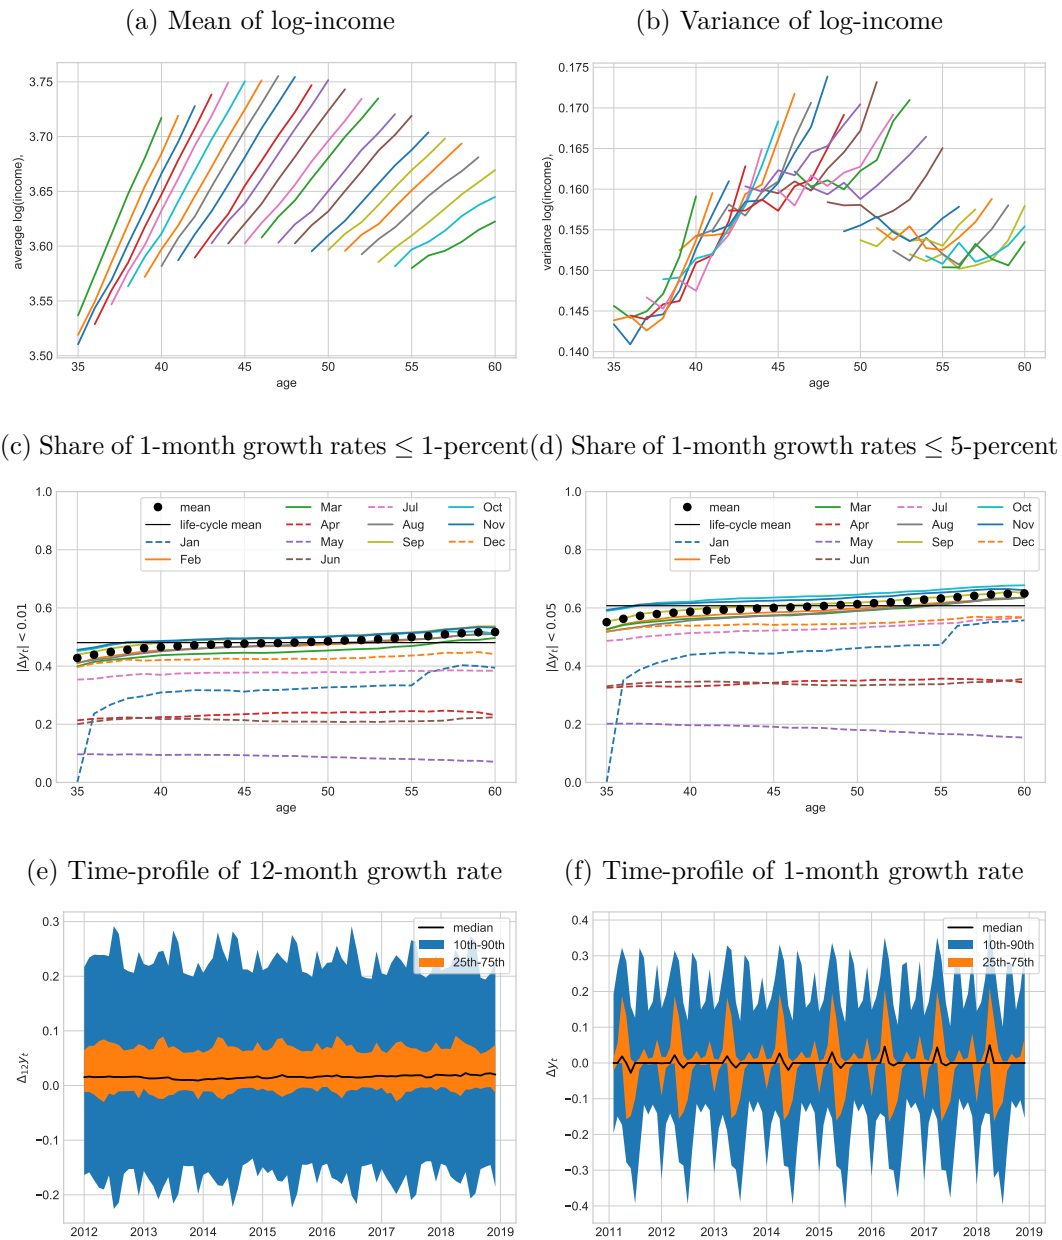 (a) Mean of log-income
(b) Variance of log-income
average log(income),
3.75
3.70
3.65
3.60
3.55
3.50
35 40 45 50 55 60
age
variance log(income),
0.175
0.170
0.165
0.160
0.155
0.150
0.145
0.140
35 40 45 50 55 60
age
(c) Share of 1-month growth rates ≤ 1-percent
(d) Share of 1-month growth rates ≤ 5-percent
|Δyₜ| < 0.01
1.0
0.8
0.6
0.4
0.2
0.0
mean Mar Jul Oct
life-cycle mean Apr Aug Nov
Jan May Sep Dec
Feb Jun
35 40 45 50 55 60
age
|Δyₜ| < 0.05
1.0
0.8
0.6
0.4
0.2
0.0
mean Mar Jul Oct
life-cycle mean Apr Aug Nov
Jan May Sep Dec
Feb Jun
35 40 45 50 55 60
age
(e) Time-profile of 12-month growth rate
(f) Time-profile of 1-month growth rate
Δ₁₂yₜ
0.3
0.2
0.1
0.0
−0.1
−0.2
median
10th-90th
25th-75th
2012 2013 2014 2015 2016 2017 2018 2019
Δyₜ
0.4
0.3
0.2
0.1
0.0
−0.1
−0.2
−0.3
−0.4
median
10th-90th
25th-75th
2011 2012 2013 2014 2015 2016 2017 2018 2019